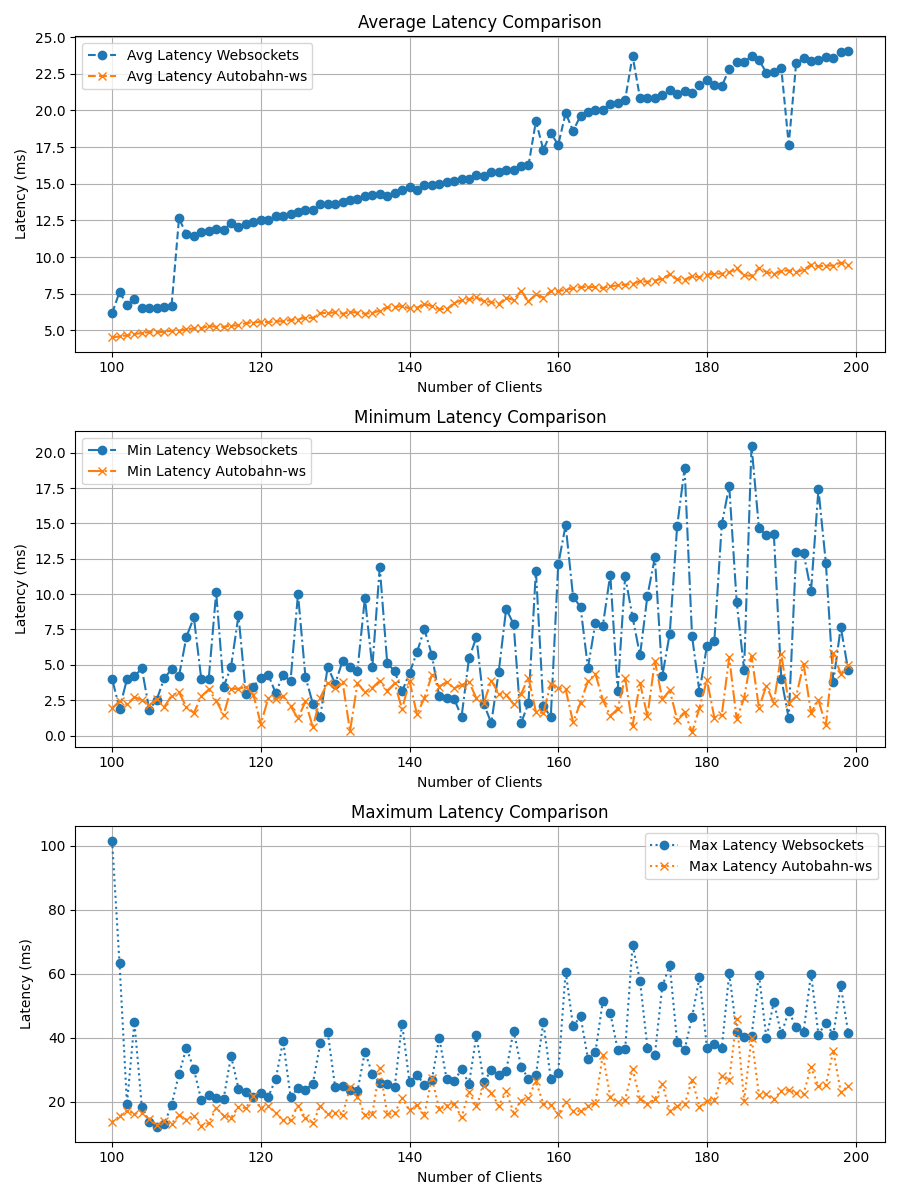 Average Latency Comparison
Avg Latency Websockets
Avg Latency Autobahn-ws
Latency (ms)
25.0
22.5
20.0
17.5
15.0
12.5
10.0
7.5
5.0
100 120 140 160 180 200
Number of Clients
Minimum Latency Comparison
Min Latency Websockets
Min Latency Autobahn-ws
Latency (ms)
20.0
17.5
15.0
12.5
10.0
7.5
5.0
2.5
0.0
100 120 140 160 180 200
Number of Clients
Maximum Latency Comparison
Max Latency Websockets
Max Latency Autobahn-ws
Latency (ms)
100
80
60
40
20
100 120 140 160 180 200
Number of Clients